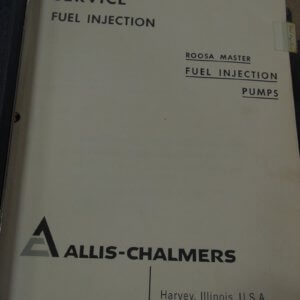 SERVICE
FUEL INJECTION
ROOSA MASTER
FUEL INJECTION
PUMPS
ALLIS-CHALMERS
Harvey, Illinois, U.S.A.